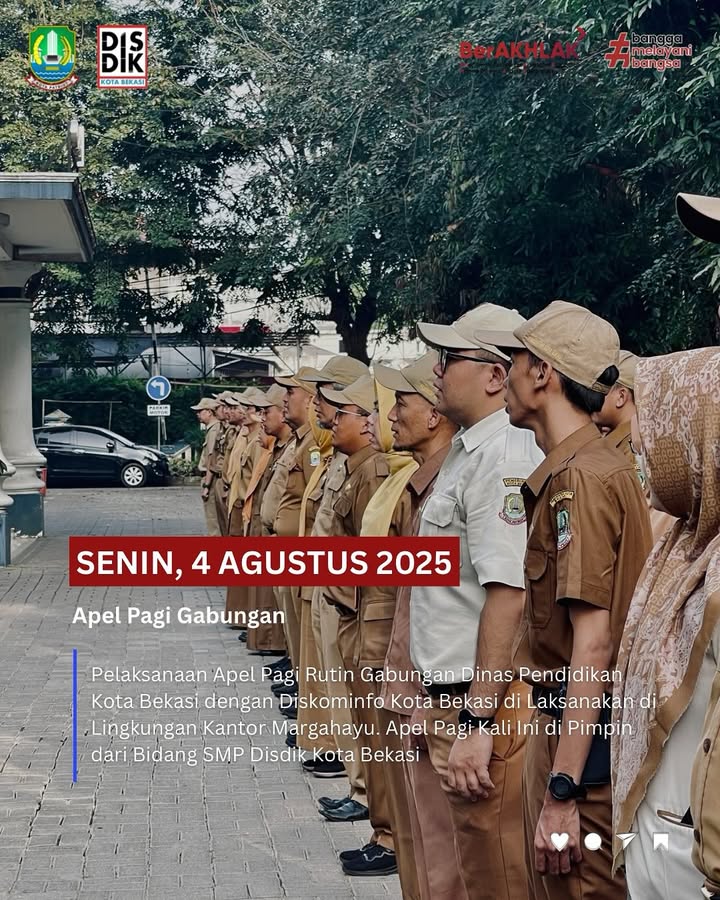 DIS
DIK
KOTA BEKASI
BerAKHLAK
#bangga
melayani
bangsa
PARKIR
MOTOR
SENIN, 4 AGUSTUS 2025
Apel Pagi Gabungan
Pelaksanaan Apel Pagi Rutin Gabungan Dinas Pendidikan
Kota Bekasi dengan Diskominfo Kota Bekasi di Laksanakan di
Lingkungan Kantor Margahayu. Apel Pagi Kali Ini di Pimpin
dari Bidang SMP Disdik Kota Bekasi